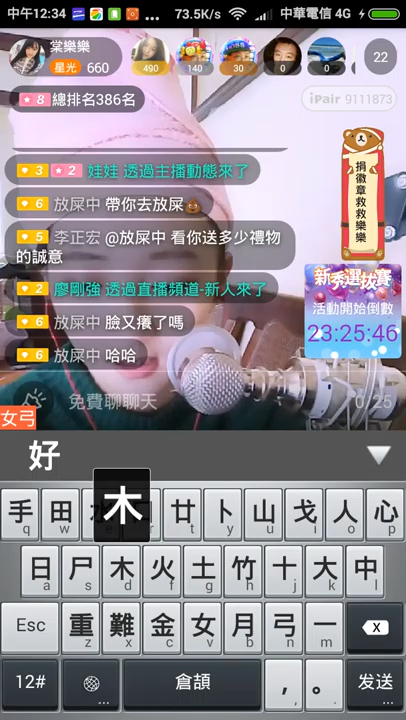 中午12:34 ... 73.5K/s 中華電信 4G
棠樂樂
星光 660
490 140 30 0 0
22
8 總排名386名
iPair 9111873
3 2 娃娃 透過主播動態來了
6 放屎中 帶你去放屎💩
5 李正宏 @放屎中 看你送多少禮物
的誠意
2 廖剛強 透過直播頻道-新人來了
6 放屎中 臉又癢了嗎
6 放屎中 哈哈
捐徽章救救樂樂
新秀選拔賽
活動開始倒數
23:25:46
免費聊聊天 0/25
女弓
好
木
手 田 水 廿 卜 山 戈 人 心
q w e t y u i o p
日 尸 木 火 土 竹 十 大 中
a s d f g h j k l
Esc 重 難 金 女 月 弓 一
z x c v b n m
12# 倉頡 , 。 发送